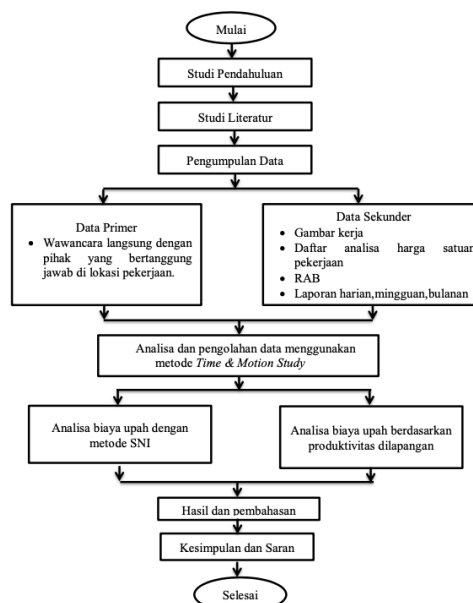 Mulai
Studi Pendahuluan
Studi Literatur
Pengumpulan Data
Data Primer
• Wawancara langsung dengan
pihak yang bertanggung
jawab di lokasi pekerjaan.
Data Sekunder
• Gambar kerja
• Daftar analisa harga satuan
pekerjaan
• RAB
• Laporan harian,mingguan,bulanan
Analisa dan pengolahan data menggunakan
metode Time & Motion Study
Analisa biaya upah dengan
metode SNI
Analisa biaya upah berdasarkan
produktivitas dilapangan
Hasil dan pembahasan
Kesimpulan dan Saran
Selesai